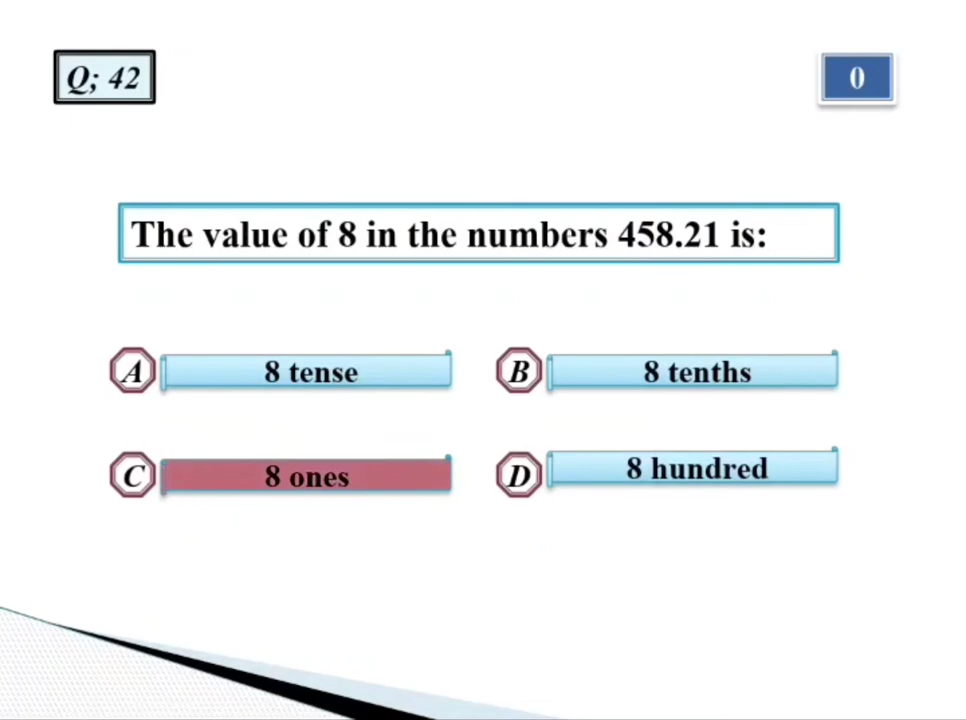 Q; 42
0
The value of 8 in the numbers 458.21 is:
A 8 tense
B 8 tenths
C 8 ones
D 8 hundred